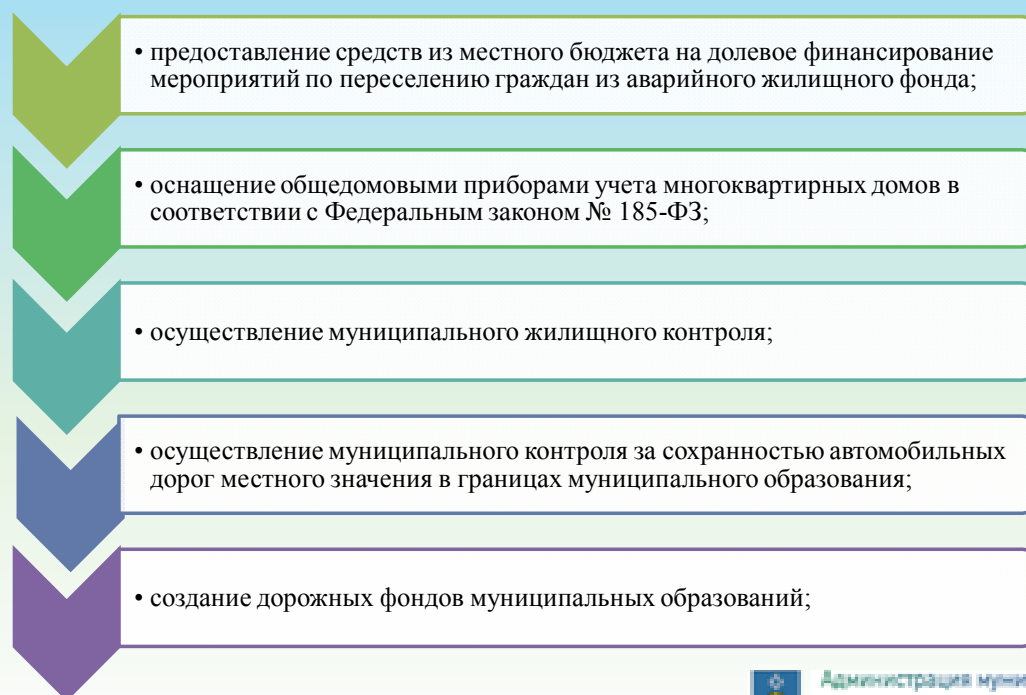 • предоставление средств из местного бюджета на долевое финансирование
мероприятий по переселению граждан из аварийного жилищного фонда;
• оснащение общедомовыми приборами учета многоквартирных домов в
соответствии с Федеральным законом № 185-ФЗ;
• осуществление муниципального жилищного контроля;
• осуществление муниципального контроля за сохранностью автомобильных
дорог местного значения в границах муниципального образования;
• создание дорожных фондов муниципальных образований;
Администрация